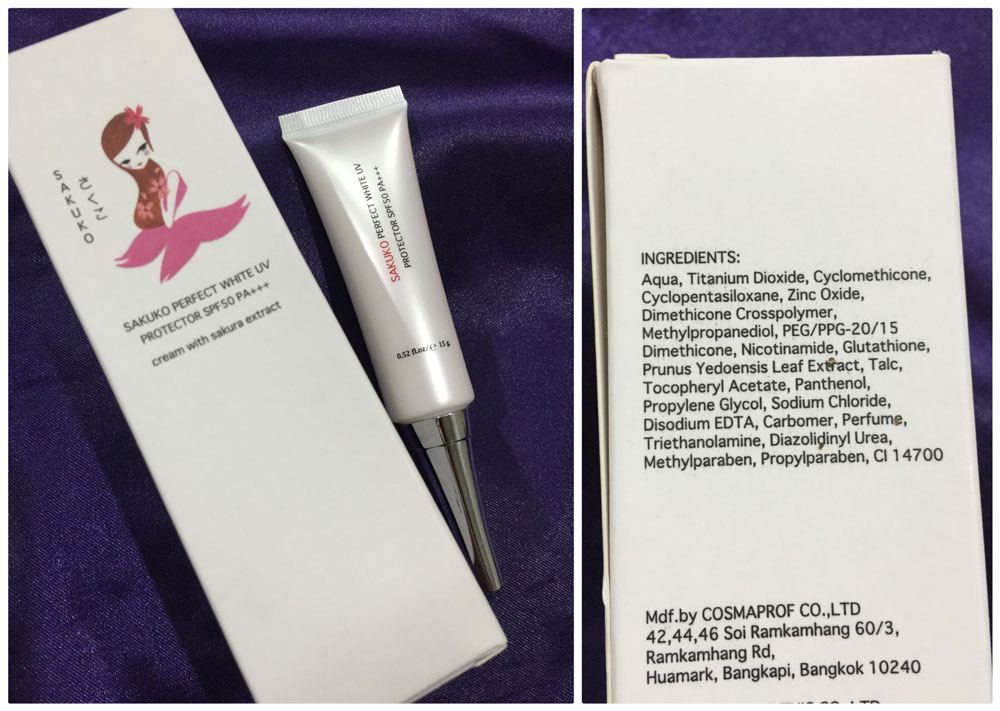 SAKUKO
さくこ
SAKUKO PERFECT WHITE UV
PROTECTOR SPF50 PA+++
cream with sakura extract
SAKUKO PERFECT WHITE UV
PROTECTOR SPF50 PA+++
0.52 fl.oz/℮ 15 g.
INGREDIENTS:
Aqua, Titanium Dioxide, Cyclomethicone,
Cyclopentasiloxane, Zinc Oxide,
Dimethicone Crosspolymer,
Methylpropanediol, PEG/PPG-20/15
Dimethicone, Nicotinamide, Glutathione,
Prunus Yedoensis Leaf Extract, Talc,
Tocopheryl Acetate, Panthenol,
Propylene Glycol, Sodium Chloride,
Disodium EDTA, Carbomer, Perfume,
Triethanolamine, Diazolidinyl Urea,
Methylparaben, Propylparaben, CI 14700
Mdf.by COSMAPROF CO.,LTD
42,44,46 Soi Ramkamhang 60/3,
Ramkamhang Rd,
Huamark, Bangkapi, Bangkok 10240
CO.,LTD